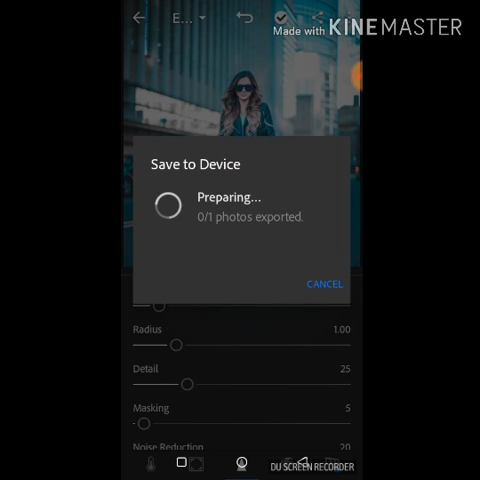 E...
Made with KINEMASTER
Save to Device
Preparing...
0/1 photos exported.
CANCEL
Radius 1.00
Detail 25
Masking 5
Noise Reduction 20
DU SCREEN RECORDER